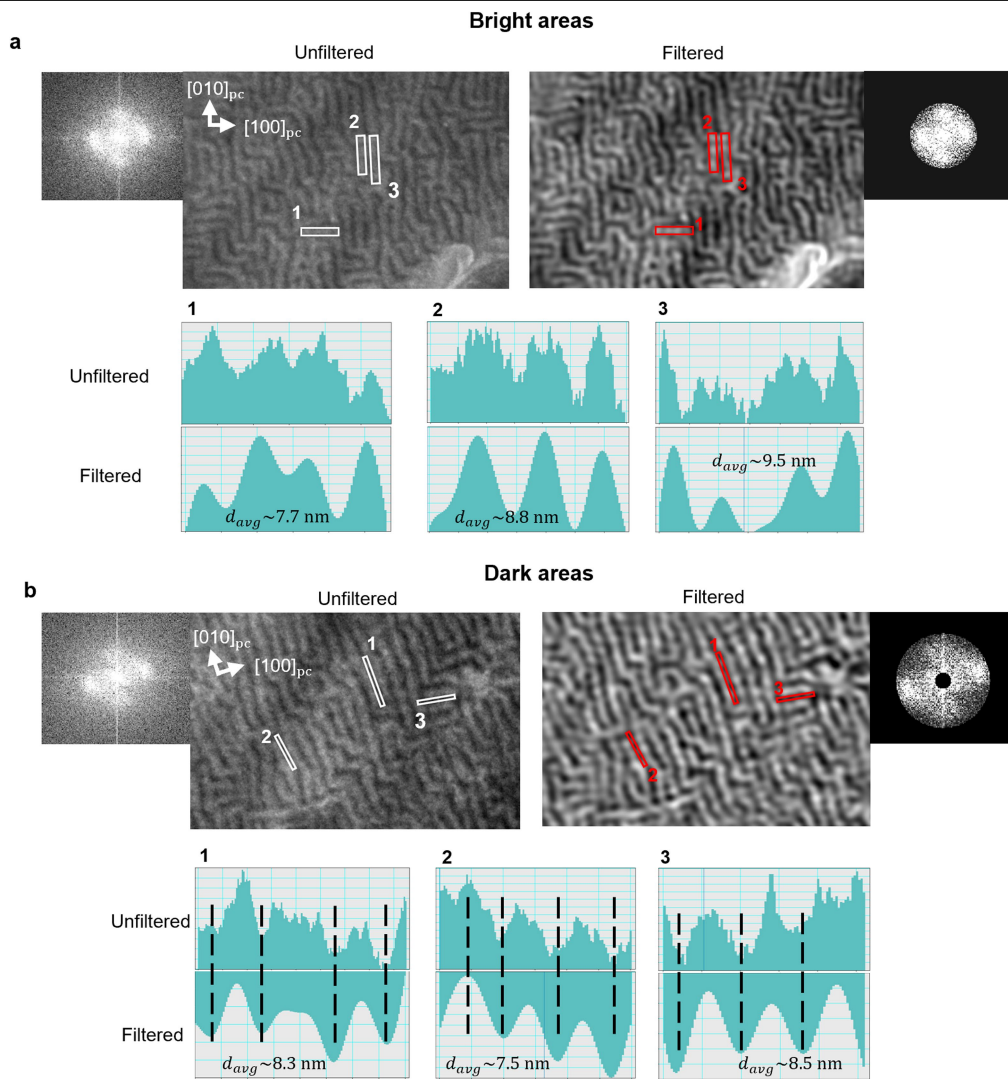 Bright areas
a
Unfiltered
Filtered
[010]pc
[100]pc
2
3
1
2
3
1
1
2
3
Unfiltered
Filtered
davg~7.7 nm
davg~8.8 nm
davg~9.5 nm
Dark areas
b
Unfiltered
Filtered
[010]pc
[100]pc
1
3
2
1
3
2
1
2
3
Unfiltered
Filtered
davg~8.3 nm
davg~7.5 nm
davg~8.5 nm